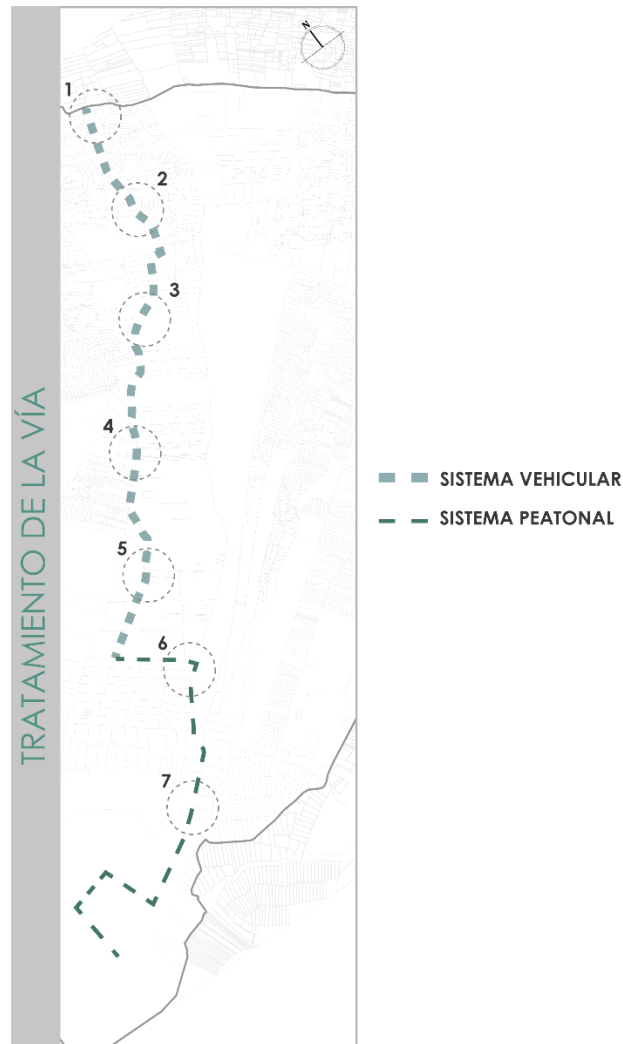 TRATAMIENTO DE LA VÍA
N
1
2
3
4
5
6
7
SISTEMA VEHICULAR
SISTEMA PEATONAL